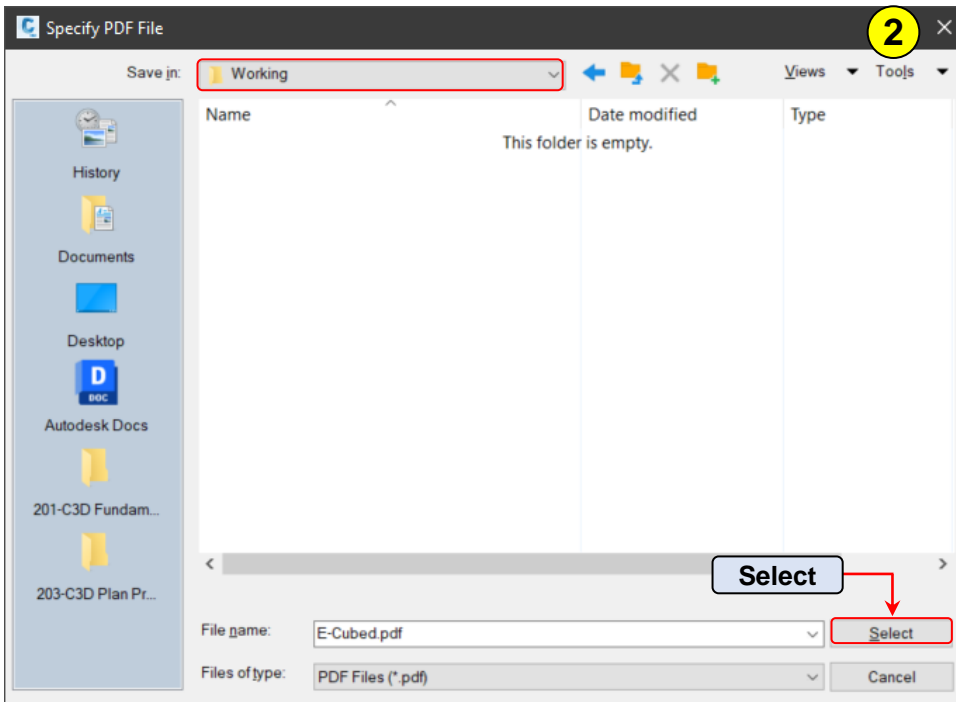 Specify PDF File
2
Save in:
Working
Views
Tools
Name
Date modified
Type
This folder is empty.
History
Documents
Desktop
D
DOC
Autodesk Docs
201-C3D Fundam...
203-C3D Plan Pr...
Select
File name:
E-Cubed.pdf
Select
Files of type:
PDF Files (*.pdf)
Cancel